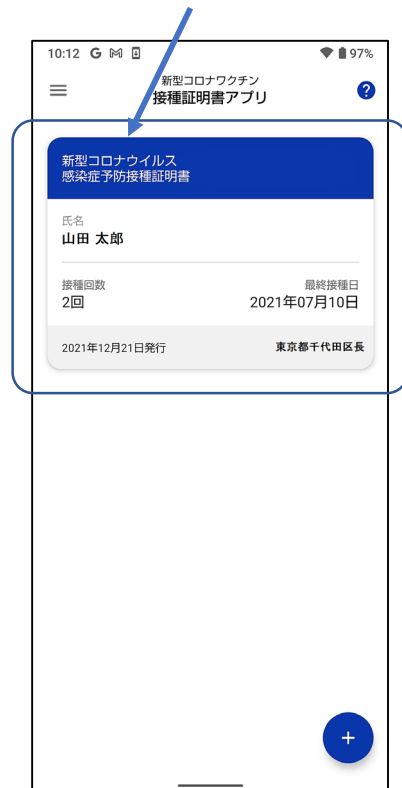 10:12 G 97%
新型コロナワクチン
接種証明書アプリ
?
新型コロナウイルス
感染症予防接種証明書
氏名
山田 太郎
接種回数 最終接種日
2回 2021年07月10日
2021年12月21日発行 東京都千代田区長
+